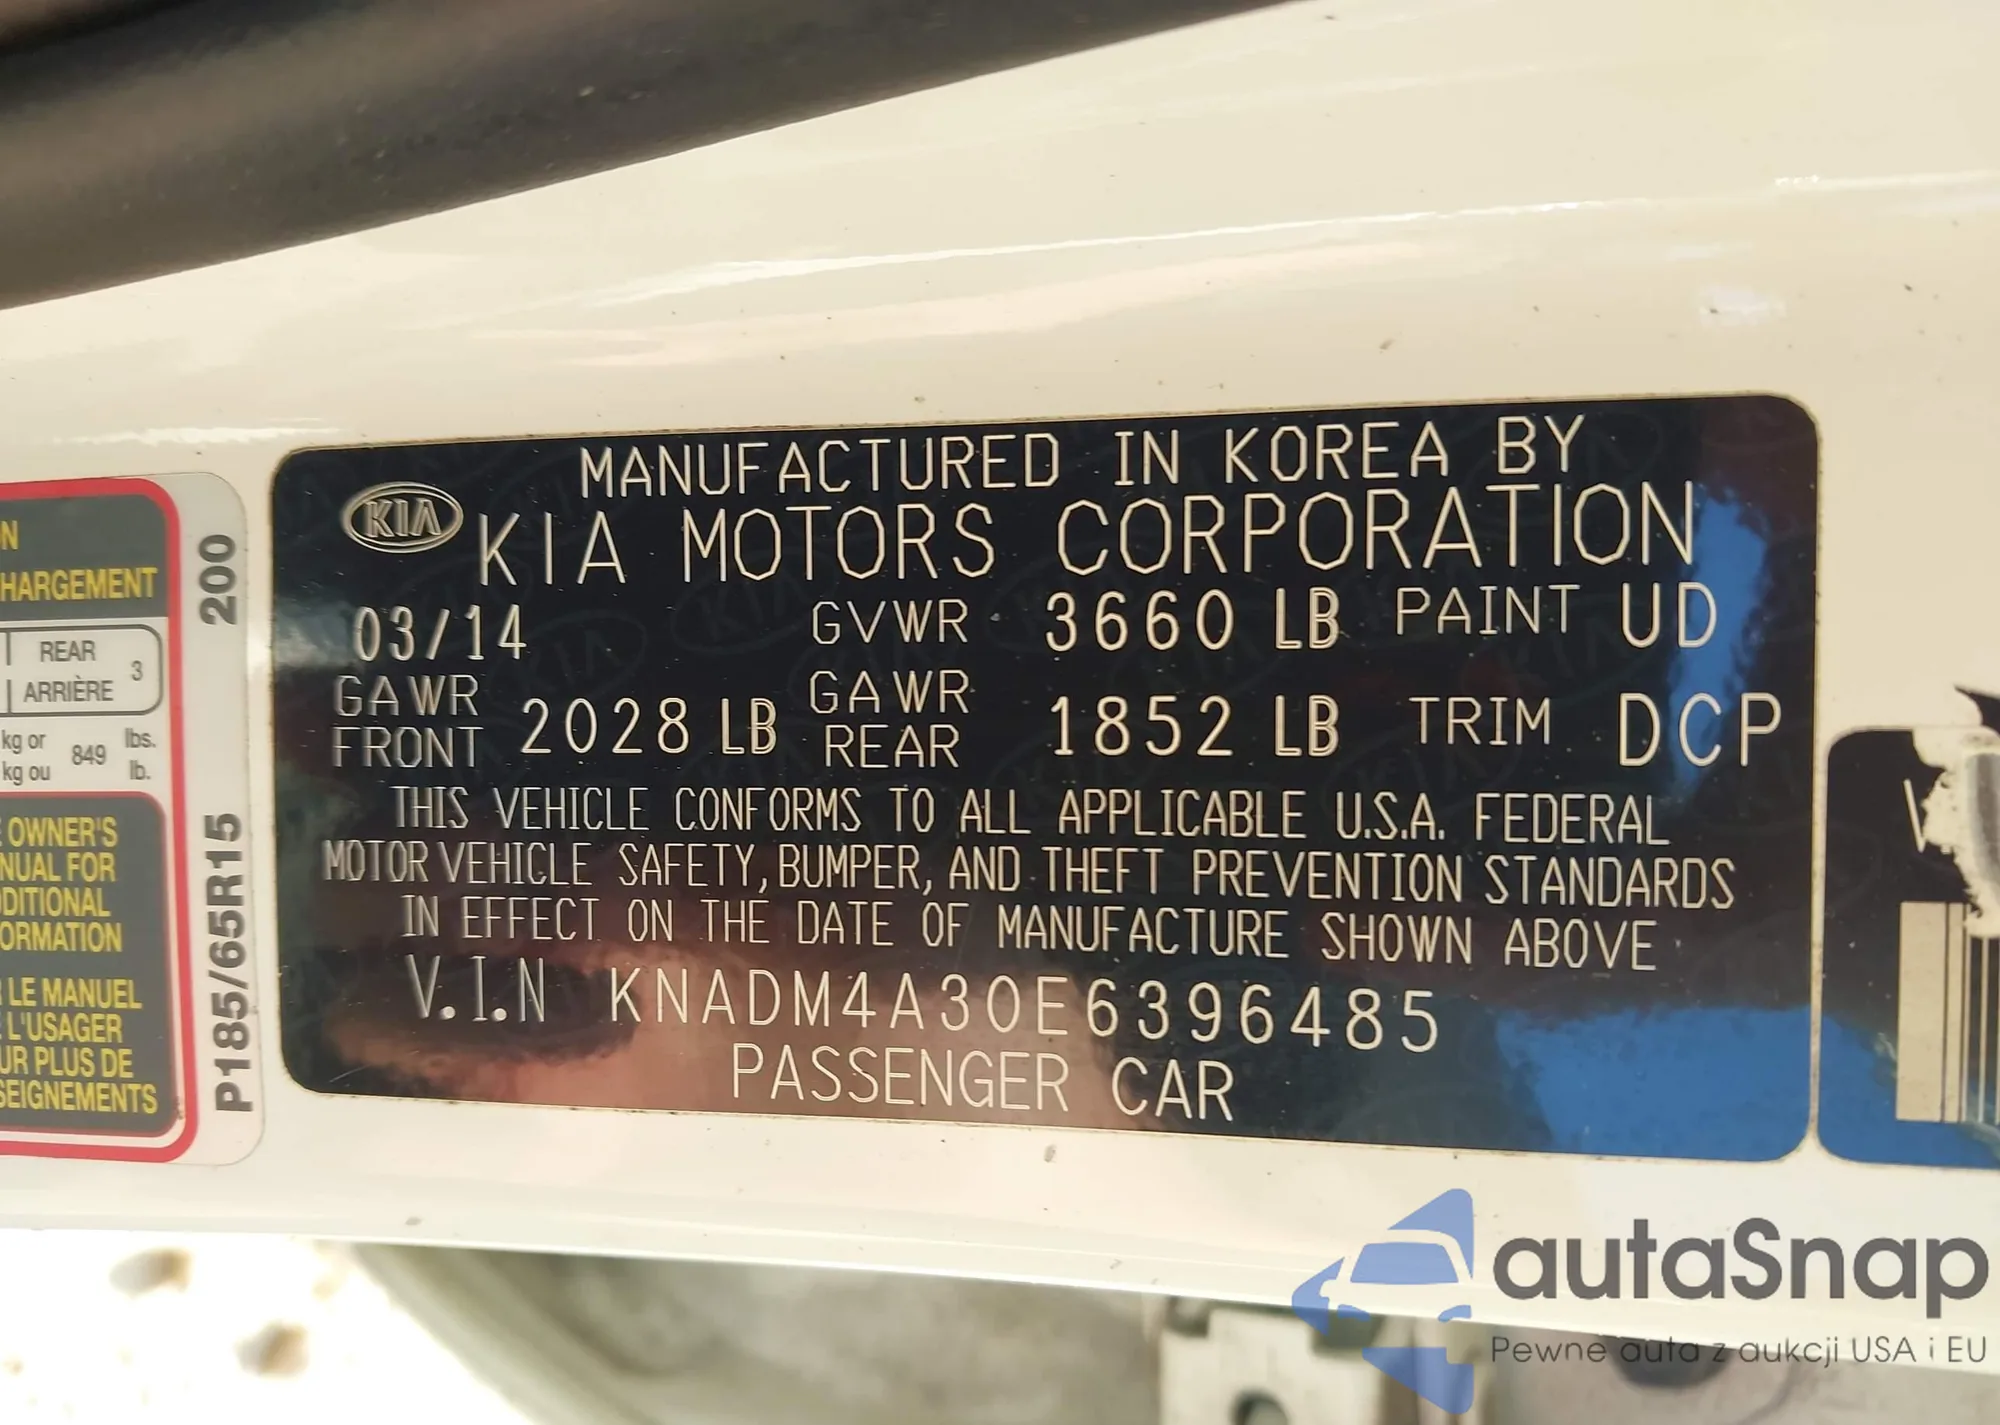 MANUFACTURED IN KOREA BY
KIA KIA MOTORS CORPORATION
03/14 GVWR 3660 LB PAINT UD
GAWR FRONT 2028 LB GAWR REAR 1852 LB TRIM DCP
THIS VEHICLE CONFORMS TO ALL APPLICABLE U.S.A. FEDERAL
MOTOR VEHICLE SAFETY, BUMPER, AND THEFT PREVENTION STANDARDS
IN EFFECT ON THE DATE OF MANUFACTURE SHOWN ABOVE
V.I.N KNADM4A30E6396485
PASSENGER CAR
HARGEMENT
REAR 3
ARRIÈRE
kg or 849 lbs.
kg ou lb.
OWNER'S
NUAL FOR
DITIONAL
ORMATION
LE MANUEL
L'USAGER
UR PLUS DE
SEIGNEMENTS
200
P185/65R15
autaSnap
Pewne auta z aukcji USA i EU